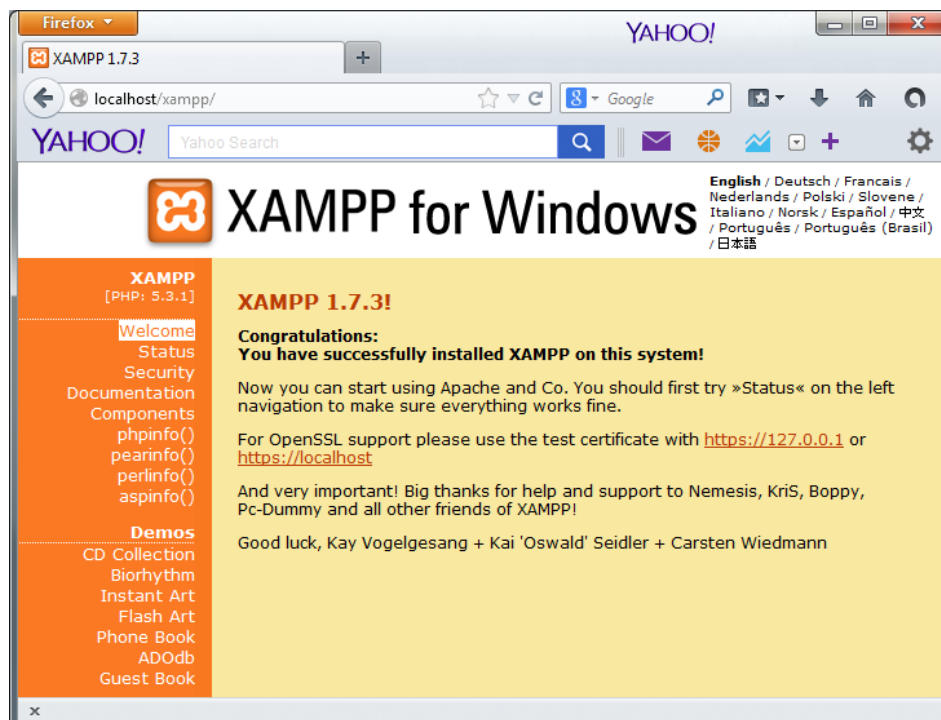 Firefox
YAHOO!
XAMPP 1.7.3
localhost/xampp/
Google
YAHOO!
Yahoo Search
XAMPP for Windows
English / Deutsch / Francais /
Nederlands / Polski / Slovene /
Italiano / Norsk / Español / 中文
/ Português / Português (Brasil)
/ 日本語
XAMPP
[PHP: 5.3.1]
Welcome
Status
Security
Documentation
Components
phpinfo()
pearinfo()
perlinfo()
aspinfo()
Demos
CD Collection
Biorhythm
Instant Art
Flash Art
Phone Book
ADOdb
Guest Book
XAMPP 1.7.3!
Congratulations:
You have successfully installed XAMPP on this system!
Now you can start using Apache and Co. You should first try »Status« on the left
navigation to make sure everything works fine.
For OpenSSL support please use the test certificate with https://127.0.0.1 or
https://localhost
And very important! Big thanks for help and support to Nemesis, KriS, Boppy,
Pc-Dummy and all other friends of XAMPP!
Good luck, Kay Vogelgesang + Kai 'Oswald' Seidler + Carsten Wiedmann